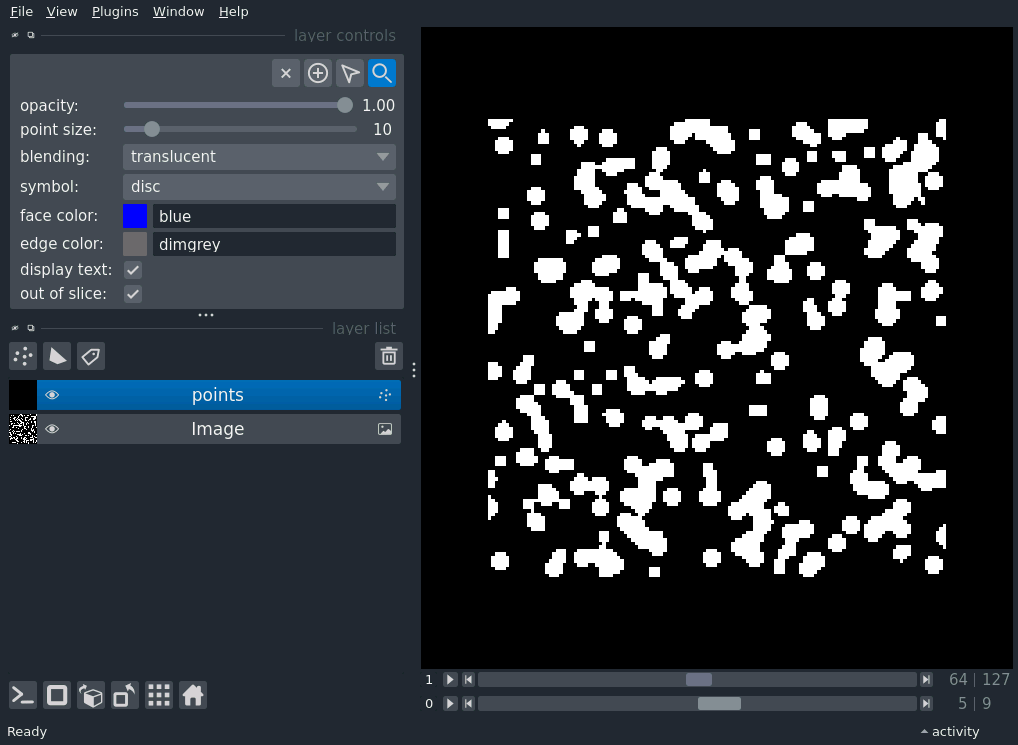 File View Plugins Window Help
layer controls
opacity: 1.00
point size: 10
blending: translucent
symbol: disc
face color: blue
edge color: dimgrey
display text:
out of slice:
layer list
points
Image
1 64 | 127
0 5 | 9
Ready activity